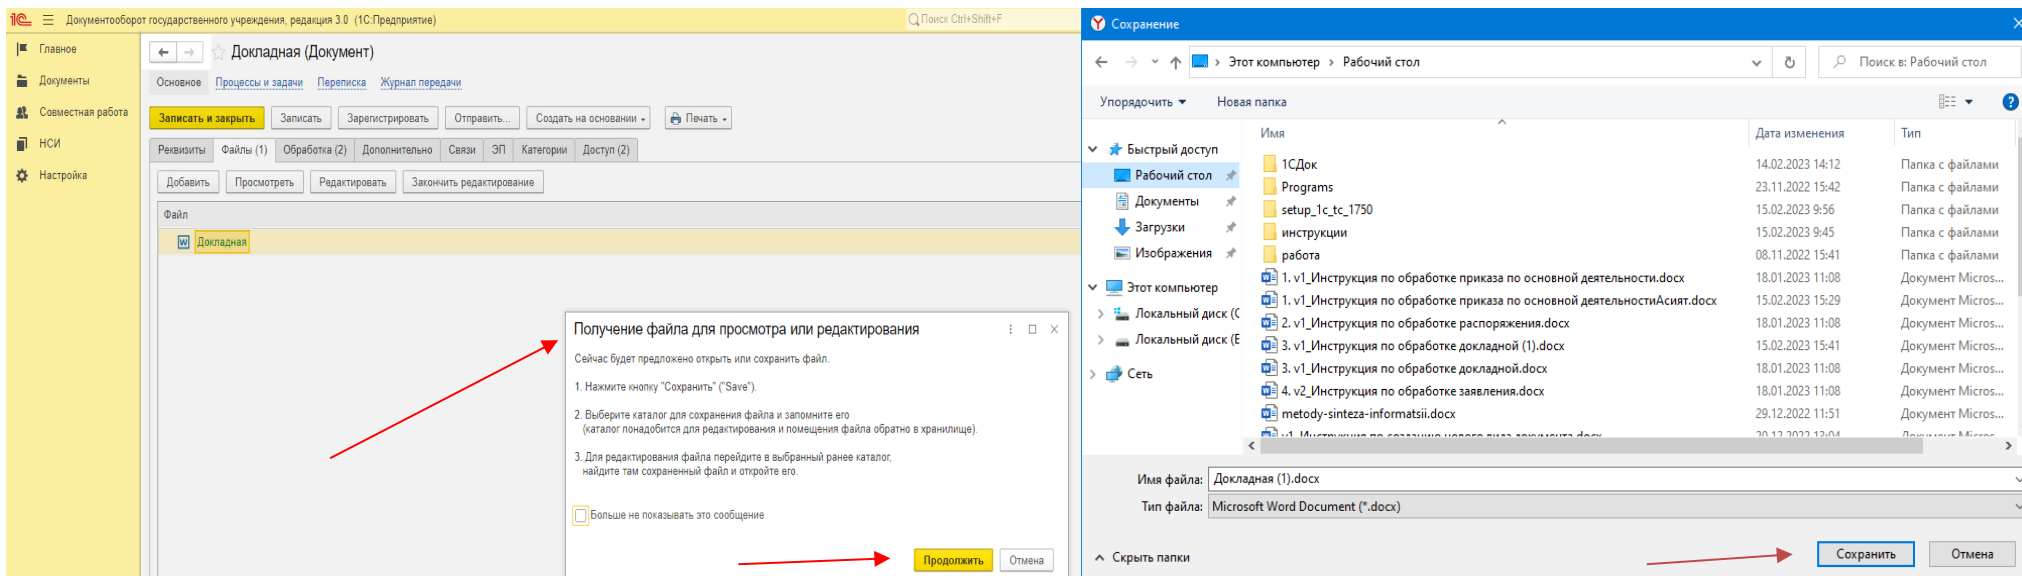 Документооборот государственного учреждения, редакция 3.0 (1С:Предприятие)
Поиск Ctrl+Shift+F
Главное
Документы
Совместная работа
НСИ
Настройка
Докладная (Документ)
Основное Процессы и задачи Переписка Журнал передачи
Записать и закрыть Записать Зарегистрировать Отправить... Создать на основании Печать
Реквизиты Файлы (1) Обработка (2) Дополнительно Связи ЭП Категории Доступ (2)
Добавить Просмотреть Редактировать Закончить редактирование
Файл
Докладная
Получение файла для просмотра или редактирования
Сейчас будет предложено открыть или сохранить файл.
1. Нажмите кнопку "Сохранить" ("Save").
2. Выберите каталог для сохранения файла и запомните его
(каталог понадобится для редактирования и помещения файла обратно в хранилище).
3. Для редактирования файла перейдите в выбранный ранее каталог,
найдите там сохраненный файл и откройте его.
Больше не показывать это сообщение
Продолжить Отмена
Сохранение
Этот компьютер › Рабочий стол
Поиск в: Рабочий стол
Упорядочить Новая папка
Быстрый доступ
Рабочий стол
Документы
Загрузки
Изображения
Этот компьютер
Локальный диск (C
Локальный диск (E
Сеть
Имя Дата изменения Тип
1СДок 14.02.2023 14:12 Папка с файлами
Programs 23.11.2022 15:42 Папка с файлами
setup_1c_tc_1750 15.02.2023 9:56 Папка с файлами
инструкции 15.02.2023 9:45 Папка с файлами
работа 08.11.2022 15:41 Папка с файлами
1. v1_Инструкция по обработке приказа по основной деятельности.docx 18.01.2023 11:08 Документ Micros...
1. v1_Инструкция по обработке приказа по основной деятельностиАсият.docx 15.02.2023 15:29 Документ Micros...
2. v1_Инструкция по обработке распоряжения.docx 18.01.2023 11:08 Документ Micros...
3. v1_Инструкция по обработке докладной (1).docx 15.02.2023 15:41 Документ Micros...
3. v1_Инструкция по обработке докладной.docx 18.01.2023 11:08 Документ Micros...
4. v2_Инструкция по обработке заявления.docx 18.01.2023 11:08 Документ Micros...
metody-sinteza-informatsii.docx 29.12.2022 11:51 Документ Micros...
v1_Инструкция по созданию нового вида документа.docx 20.12.2022 13:04 Документ Micros...
Имя файла: Докладная (1).docx
Тип файла: Microsoft Word Document (*.docx)
Скрыть папки
Сохранить Отмена